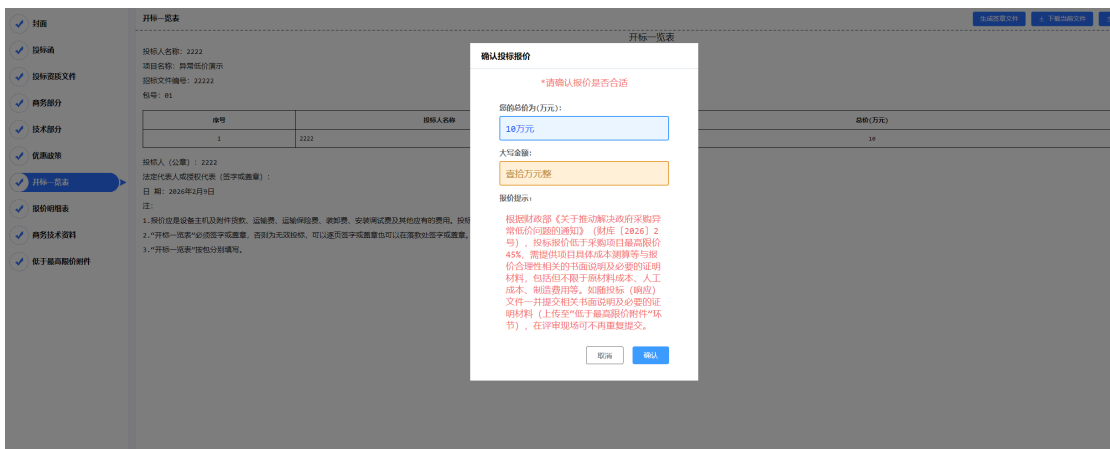 封面
投标函
投标资质文件
商务部分
技术部分
优惠政策
开标一览表
报价明细表
商务技术资料
低于最高限价附件
开标一览表
生成签章文件
下载当前文件
开标一览表
投标人名称: 2222
项目名称: 异常低价演示
招标文件编号: 22222
包号: 01
序号 投标人名称 总价(万元)
1 2222 10
投标人（公章）: 2222
法定代表人或授权代表（签字或盖章）:
日 期: 2026年2月9日
注:
1.报价应是设备主机及附件货款、运输费、运输保险费、装卸费、安装调试费及其他应有的费用。投标
2."开标一览表"必须签字或盖章，否则为无效投标、可以逐页签字或盖章也可以在落款处签字或盖章。
3."开标一览表"按包分别填写。
确认投标报价
*请确认报价是否合适
您的总价为(万元):
10万元
大写金额:
壹拾万元整
报价提示:
根据财政部《关于推动解决政府采购异
常低价问题的通知》（财库〔2026〕2
号）, 投标报价低于采购项目最高限价
45%, 需提供项目具体成本测算等与报
价合理性相关的书面说明及必要的证明
材料, 包括但不限于原材料成本、人工
成本、制造费用等。如随投标（响应）
文件一并提交相关书面说明及必要的证
明材料（上传至"低于最高限价附件"环
节）, 在评审现场可不再重复提交。
取消
确认